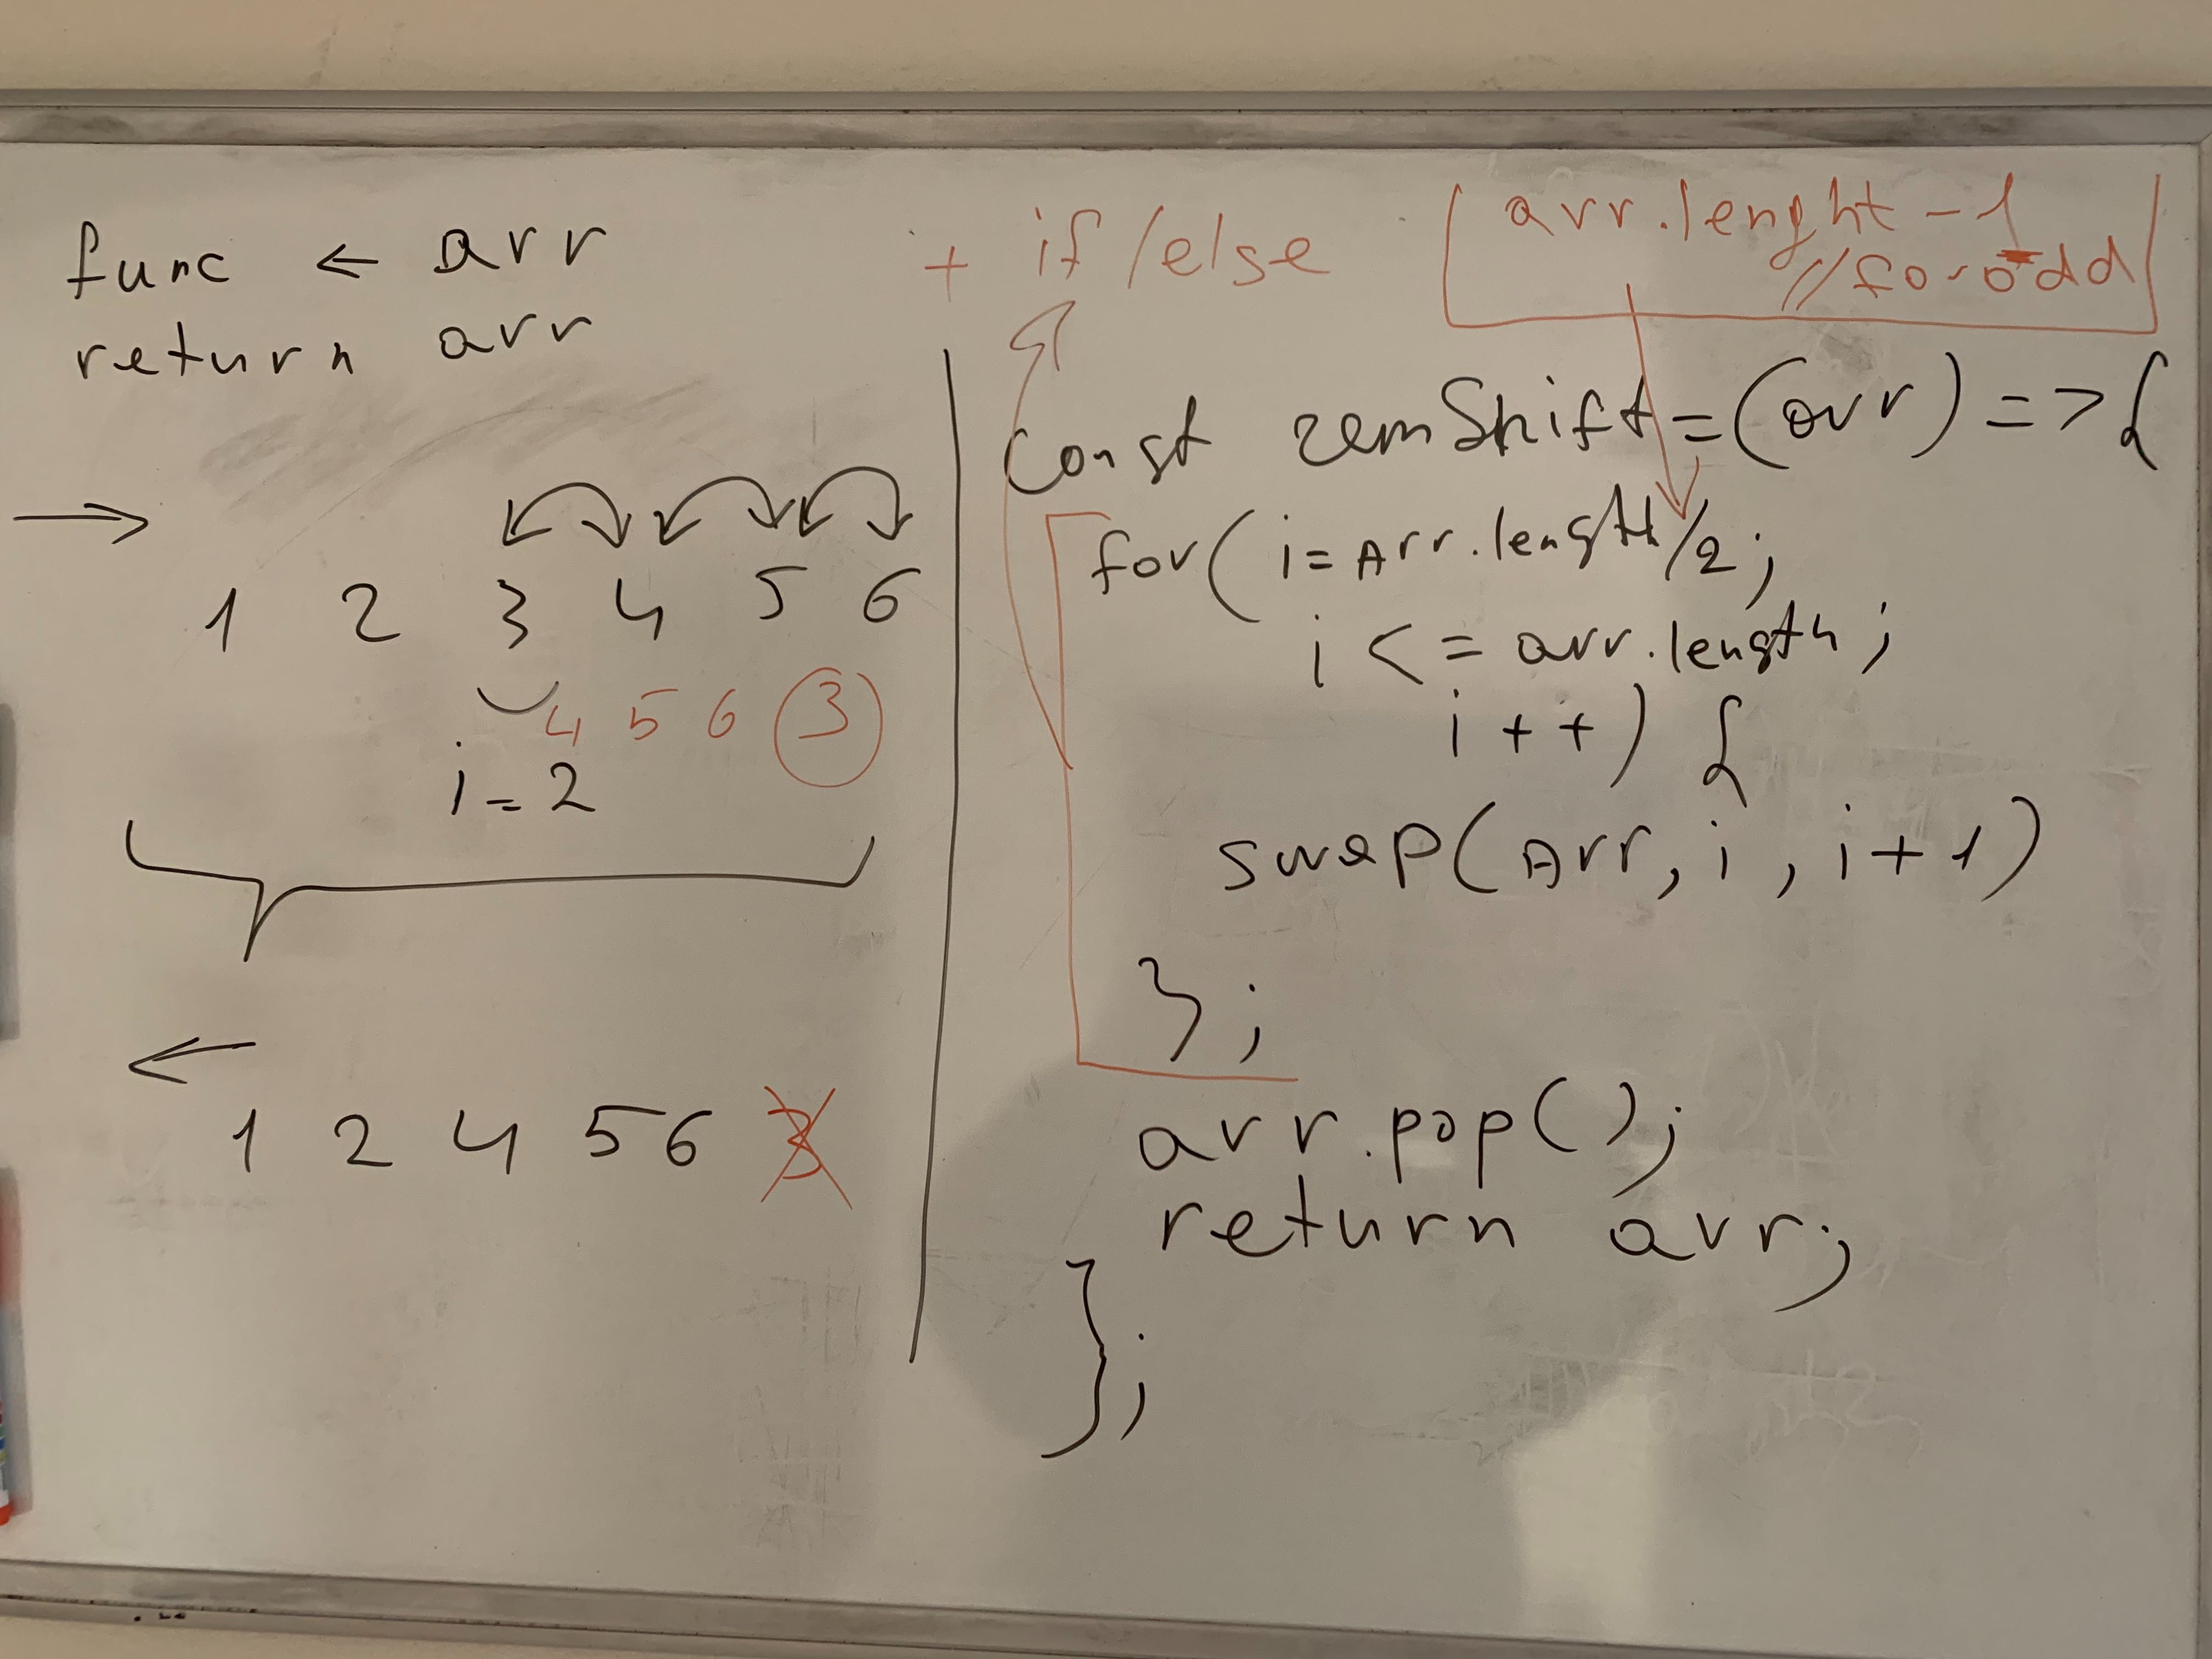 func ← arr
return arr
→
1 2 3 4 5 6
4 5 6 3
i = 2
←
1 2 4 5 6 3
+ if/else
arr.lenght - 1
// for odd
const remShift = (arr) => {
for( i = Arr.length/2;
i <= arr.length;
i++) {
swap(Arr, i, i+1)
};
arr.pop();
return arr;
};